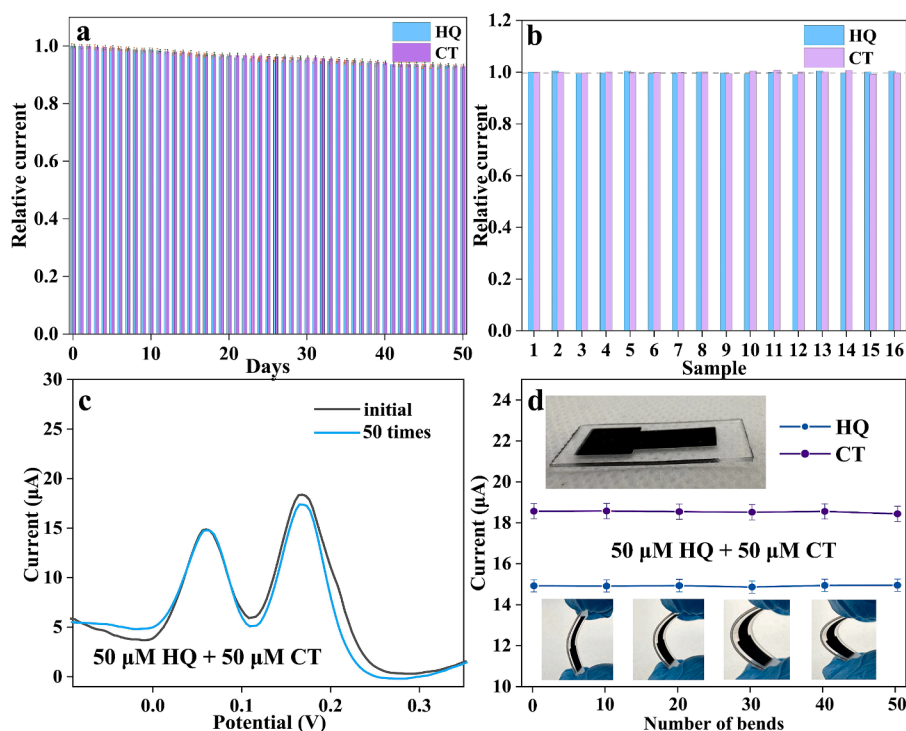 a
HQ
CT
Relative current
1.0
0.8
0.6
0.4
0.2
0.0
0 10 20 30 40 50
Days
b
HQ
CT
Relative current
1.2
1.0
0.8
0.6
0.4
0.2
0.0
1 2 3 4 5 6 7 8 9 10 11 12 13 14 15 16
Sample
c
initial
50 times
Current (μA)
30
25
20
15
10
5
0
50 μM HQ + 50 μM CT
0.0 0.1 0.2 0.3
Potential (V)
d
HQ
CT
Current (μA)
24
22
20
18
16
14
12
10
50 μM HQ + 50 μM CT
0 10 20 30 40 50
Number of bends